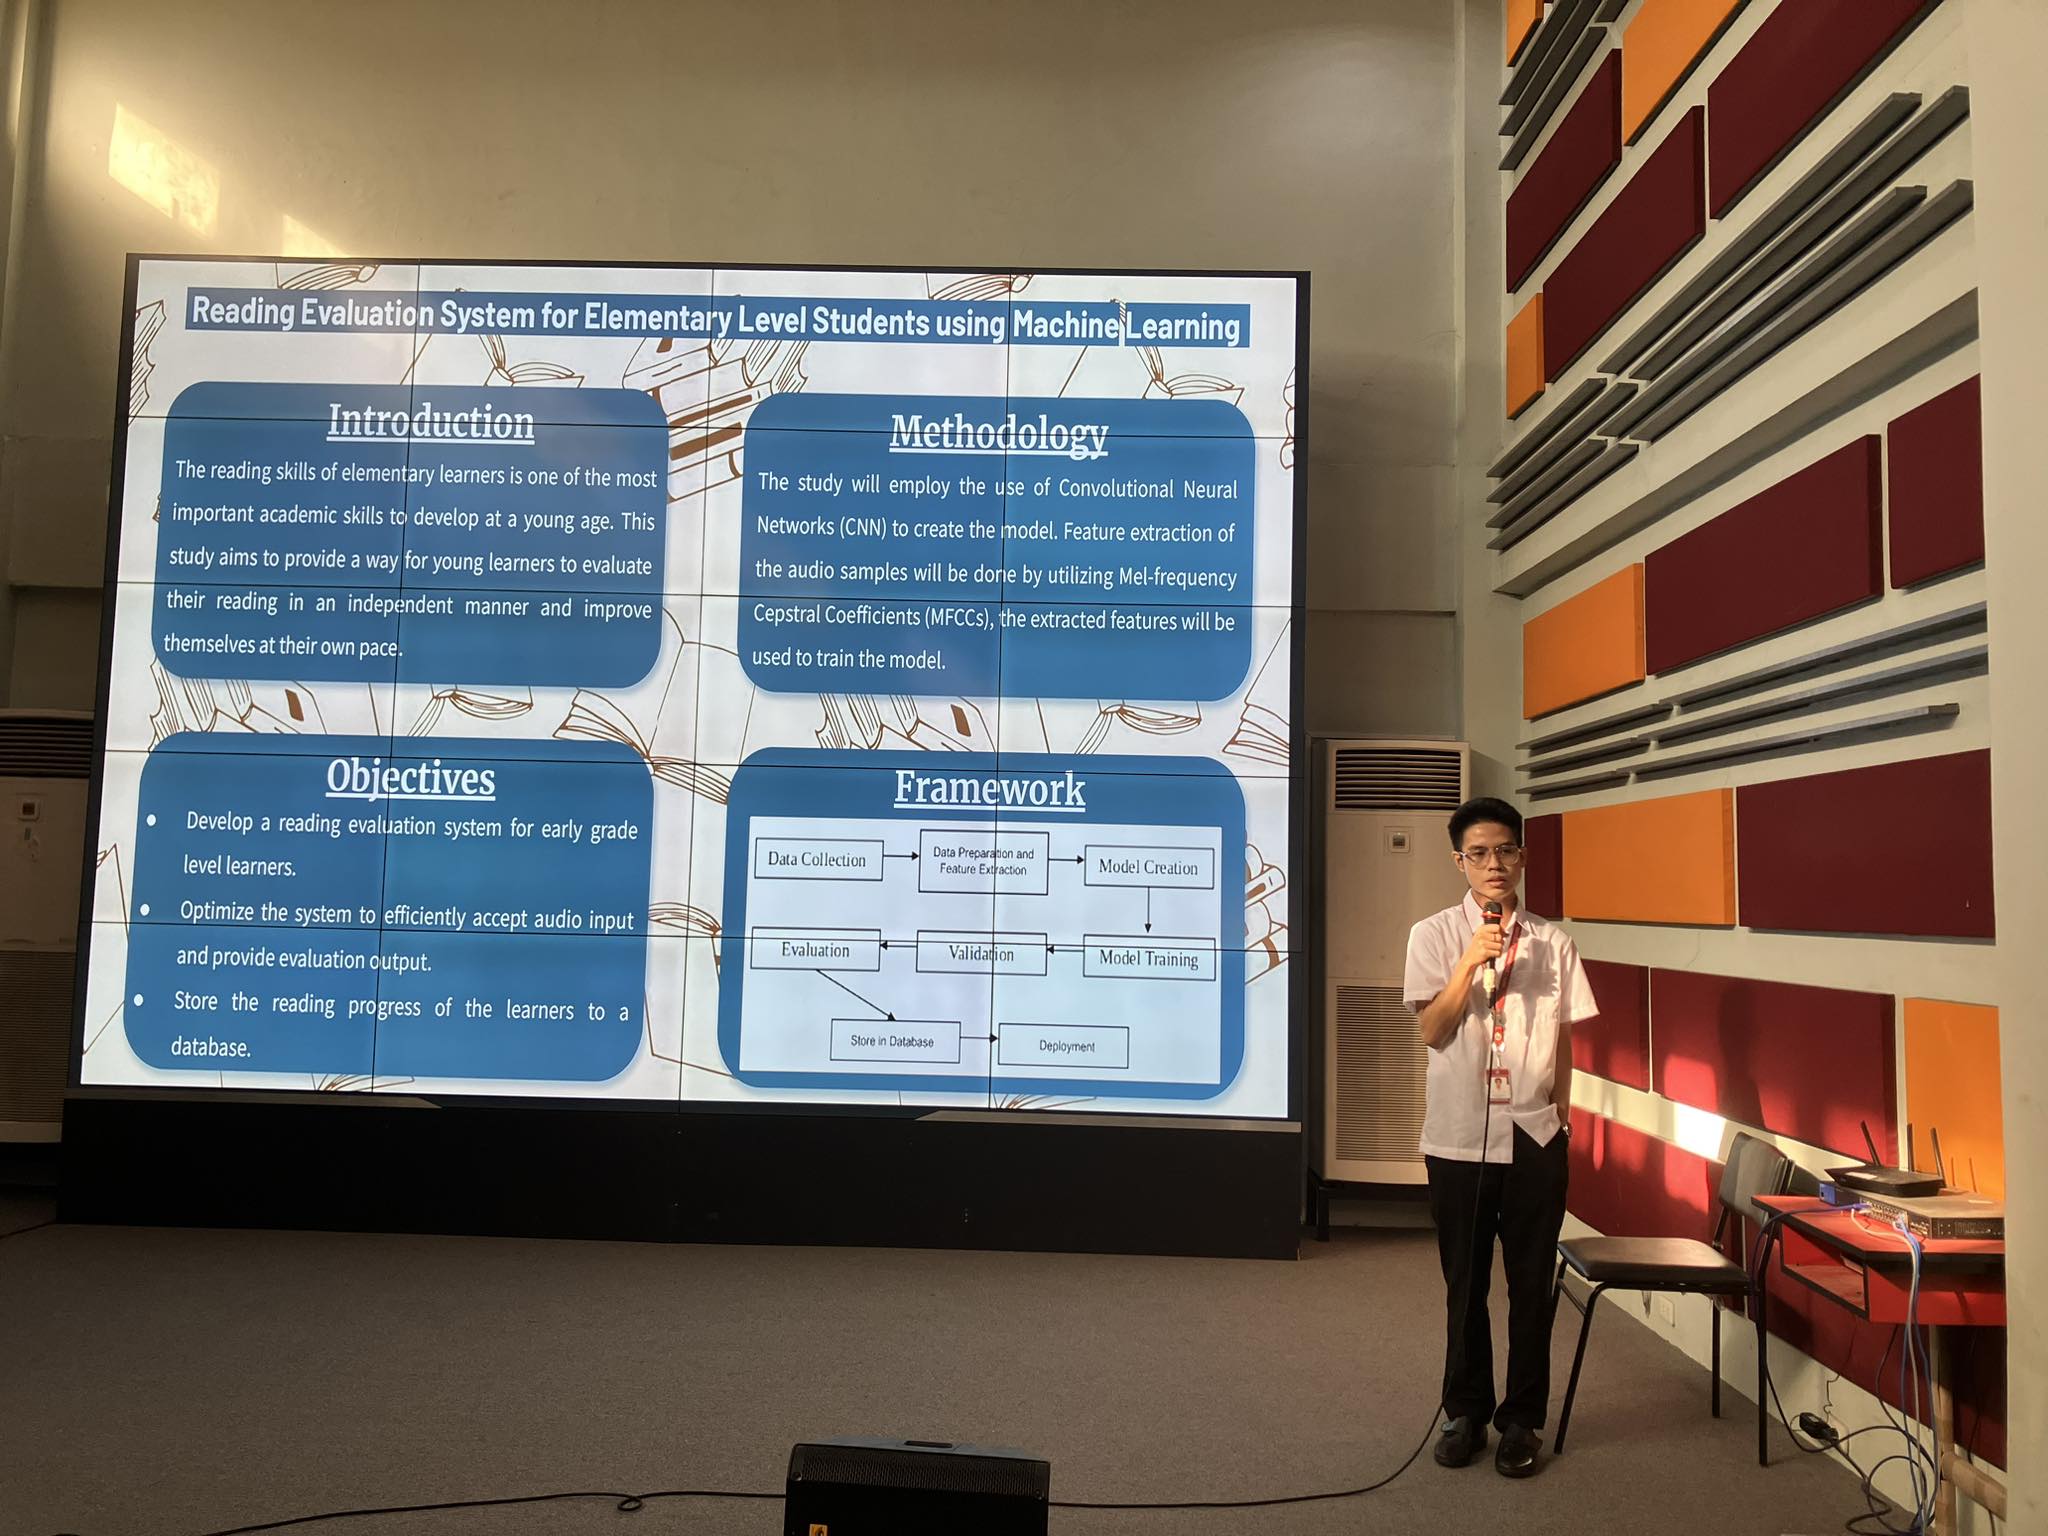 Reading Evaluation System for Elementary Level Students using Machine Learning
Introduction
The reading skills of elementary learners is one of the most
important academic skills to develop at a young age. This
study aims to provide a way for young learners to evaluate
their reading in an independent manner and improve
themselves at their own pace.
Methodology
The study will employ the use of Convolutional Neural
Networks (CNN) to create the model. Feature extraction of
the audio samples will be done by utilizing Mel-frequency
Cepstral Coefficients (MFCCs), the extracted features will be
used to train the model.
Objectives
• Develop a reading evaluation system for early grade
level learners.
• Optimize the system to efficiently accept audio input
and provide evaluation output.
• Store the reading progress of the learners to a
database.
Framework
Data Collection
Data Preparation and
Feature Extraction
Model Creation
Evaluation
Validation
Model Training
Store in Database
Deployment